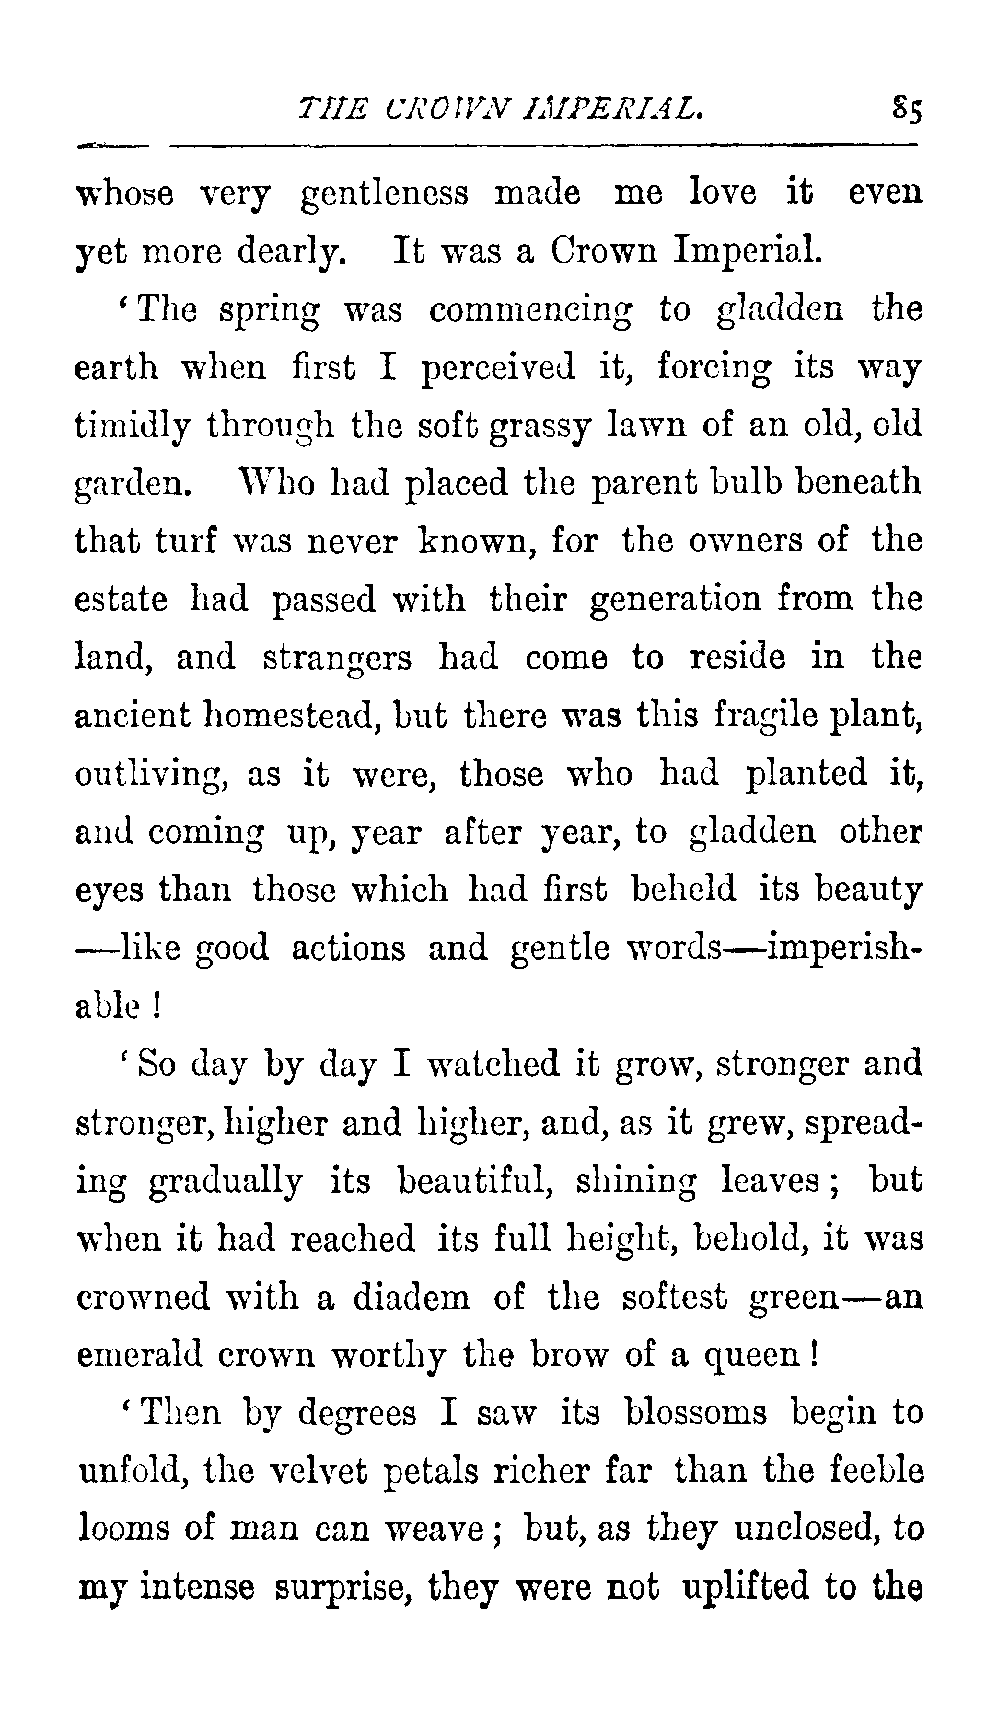 THE CROWN IMPERIAL. 85
whose very gentleness made me love it even
yet more dearly. It was a Crown Imperial.
‘The spring was commencing to gladden the
earth when first I perceived it, forcing its way
timidly through the soft grassy lawn of an old, old
garden. Who had placed the parent bulb beneath
that turf was never known, for the owners of the
estate had passed with their generation from the
land, and strangers had come to reside in the
ancient homestead, but there was this fragile plant,
outliving, as it were, those who had planted it,
and coming up, year after year, to gladden other
eyes than those which had first beheld its beauty
—like good actions and gentle words—imperish-
able!
‘So day by day I watched it grow, stronger and
stronger, higher and higher, and, as it grew, spread-
ing gradually its beautiful, shining leaves; but
when it had reached its full height, behold, it was
crowned with a diadem of the softest green—an
emerald crown worthy the brow of a queen!
‘Then by degrees I saw its blossoms begin to
unfold, the velvet petals richer far than the feeble
looms of man can weave; but, as they unclosed, to
my intense surprise, they were not uplifted to the